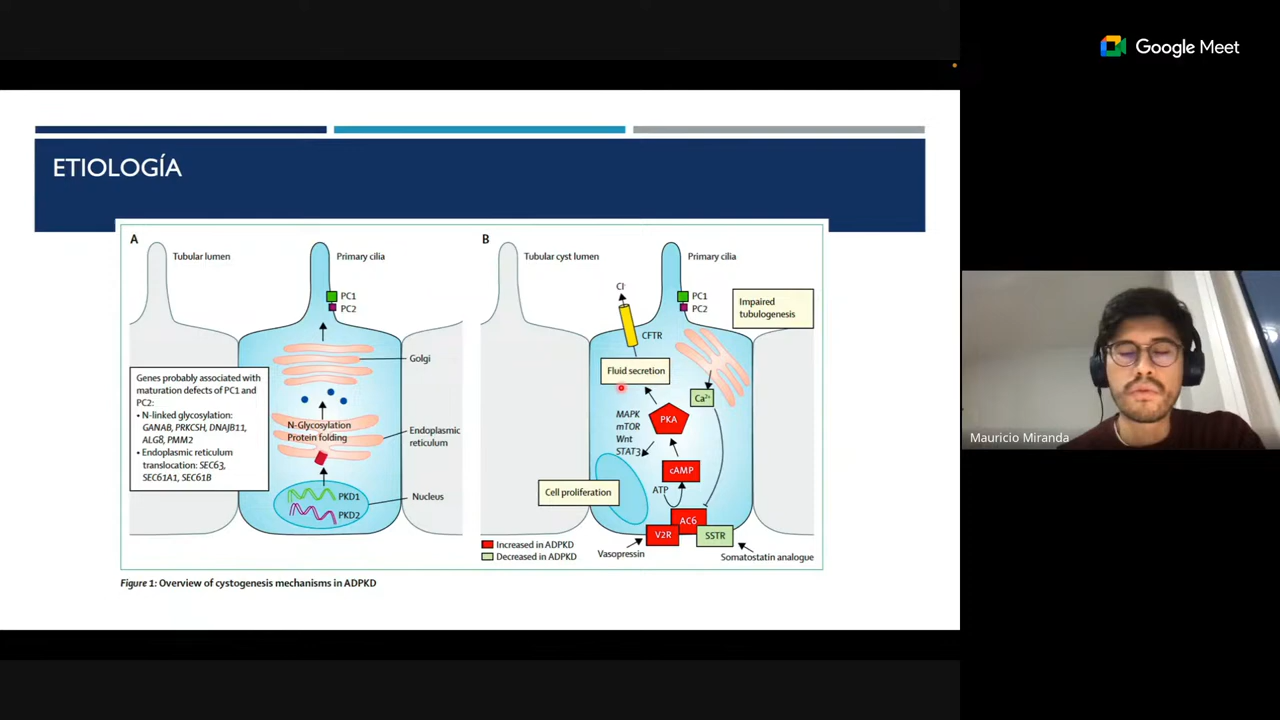 Google Meet
ETIOLOGÍA
A
Tubular lumen
Primary cilia
PC1
PC2
Golgi
Genes probably associated with
maturation defects of PC1 and
PC2:
• N-linked glycosylation:
GANAB, PRKCSH, DNAJB11,
ALG8, PMM2
• Endoplasmic reticulum
translocation: SEC63,
SEC61A1, SEC61B
N-Glycosylation
Protein folding
Endoplasmic
reticulum
PKD1
PKD2
Nucleus
B
Tubular cyst lumen
Primary cilia
Cl-
PC1
PC2
Impaired
tubulogenesis
CFTR
Fluid secretion
Ca2+
MAPK
mTOR
Wnt
STAT3
PKA
cAMP
ATP
Cell proliferation
AC6
V2R
SSTR
Vasopressin
Somatostatin analogue
Increased in ADPKD
Decreased in ADPKD
Figure 1: Overview of cystogenesis mechanisms in ADPKD
Mauricio Miranda